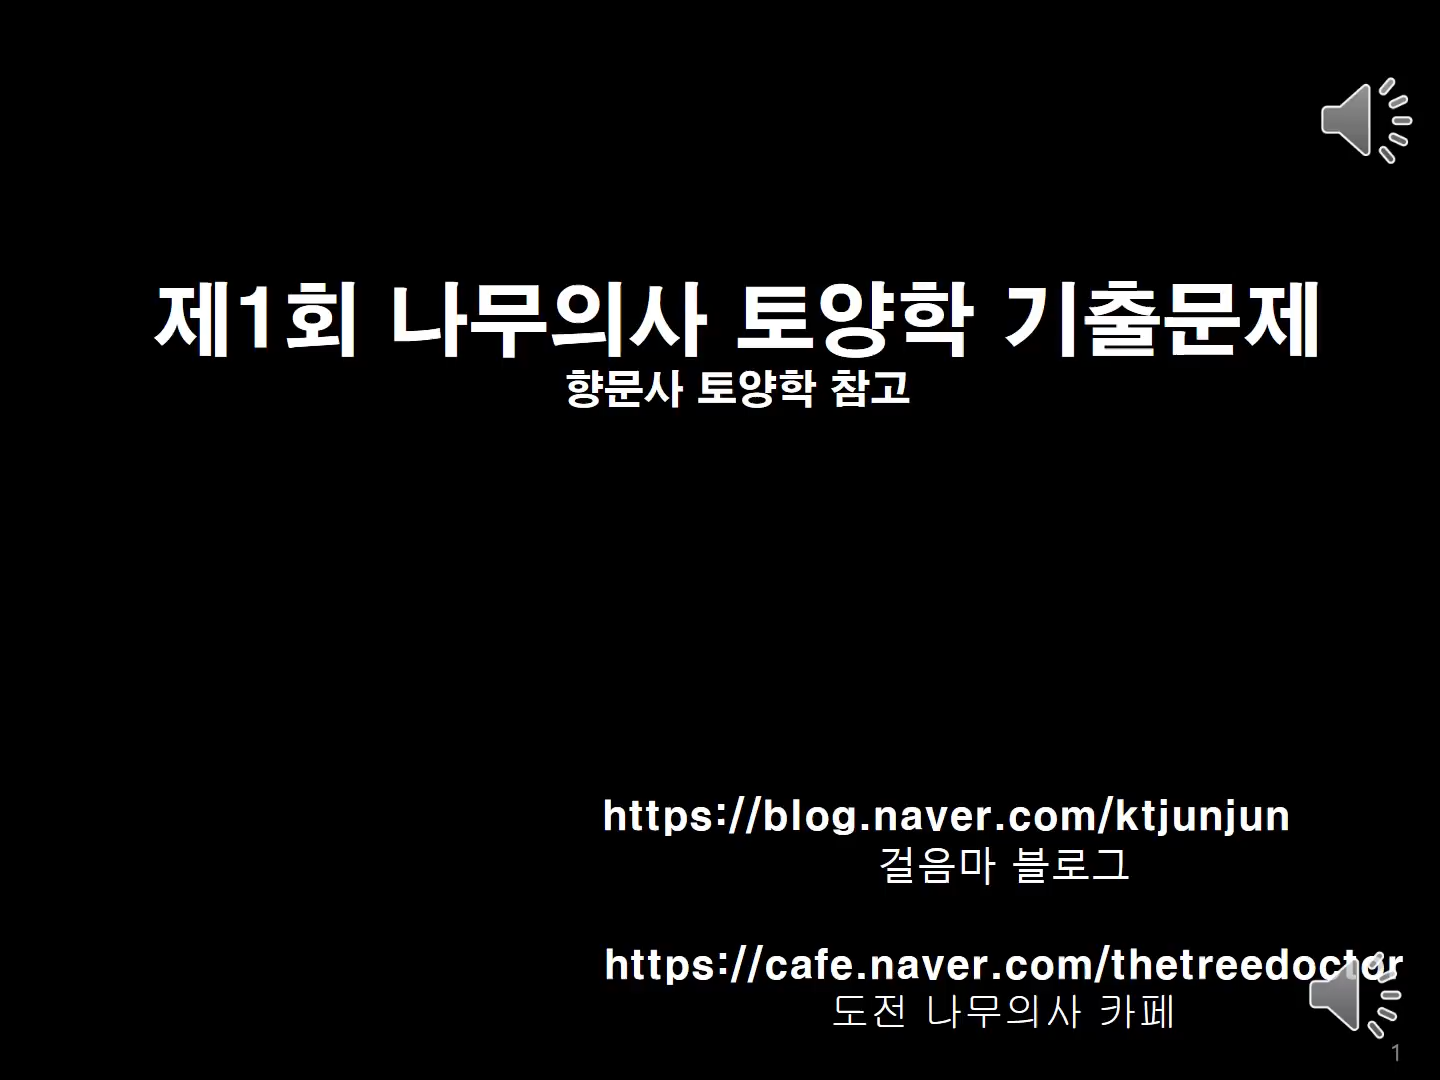 제1회 나무의사 토양학 기출문제
향문사 토양학 참고
https://blog.naver.com/ktjunjun
걸음마 블로그
https://cafe.naver.com/thetreedoctor
도전 나무의사 카페
1